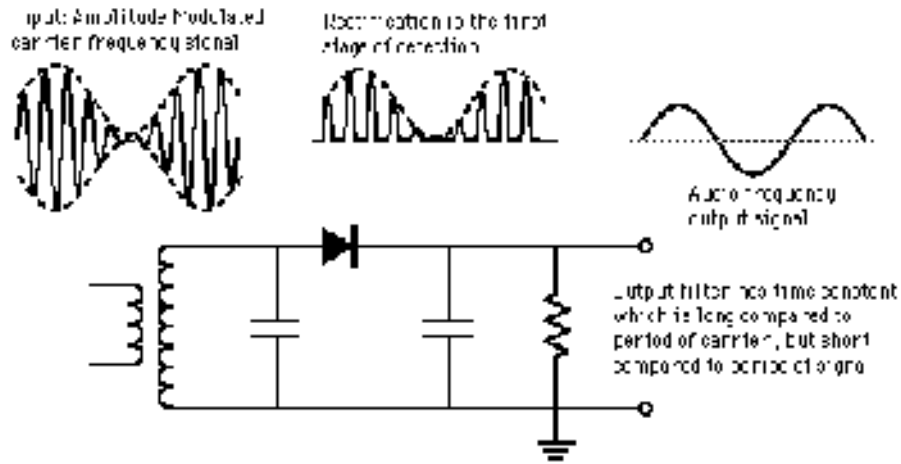 Input: Amplitude Modulated
carrier frequency signal
Rectification is the first
stage of detection
Audio frequency
output signal
Output filter has time constant
which is long compared to
period of carrier, but short
compared to period of signal